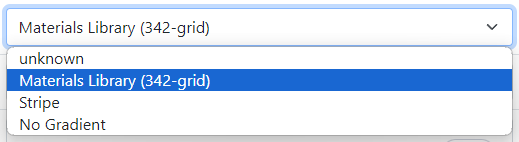 Materials Library (342-grid)
unknown
Materials Library (342-grid)
Stripe
No Gradient